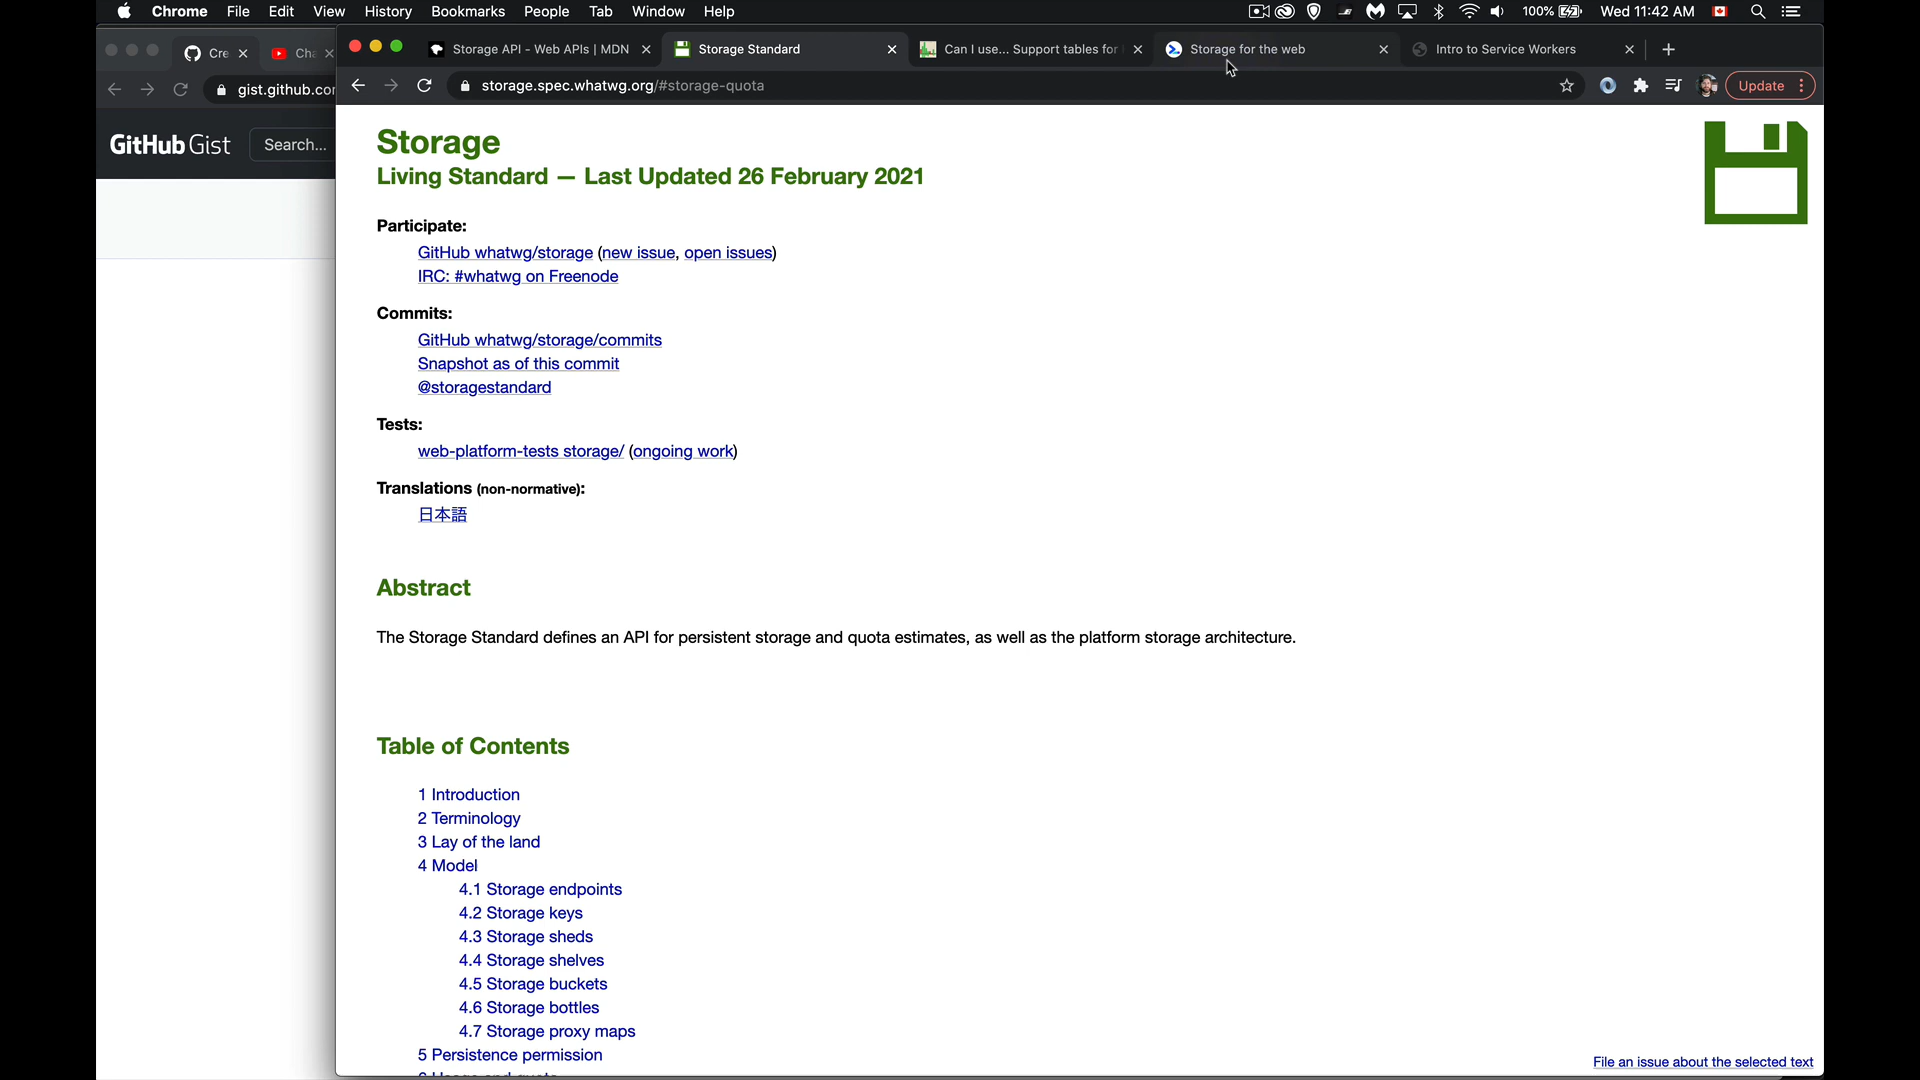 Chrome File Edit View History Bookmarks People Tab Window Help 100% Wed 11:42 AM
Cre Cha Storage API - Web APIs | MDN Storage Standard Can I use... Support tables for Storage for the web Intro to Service Workers
gist.github.co storage.spec.whatwg.org/#storage-quota Update
GitHub Gist Search...
Storage
Living Standard — Last Updated 26 February 2021
Participate:
GitHub whatwg/storage (new issue, open issues)
IRC: #whatwg on Freenode
Commits:
GitHub whatwg/storage/commits
Snapshot as of this commit
@storagestandard
Tests:
web-platform-tests storage/ (ongoing work)
Translations (non-normative):
日本語
Abstract
The Storage Standard defines an API for persistent storage and quota estimates, as well as the platform storage architecture.
Table of Contents
1 Introduction
2 Terminology
3 Lay of the land
4 Model
4.1 Storage endpoints
4.2 Storage keys
4.3 Storage sheds
4.4 Storage shelves
4.5 Storage buckets
4.6 Storage bottles
4.7 Storage proxy maps
5 Persistence permission
File an issue about the selected text